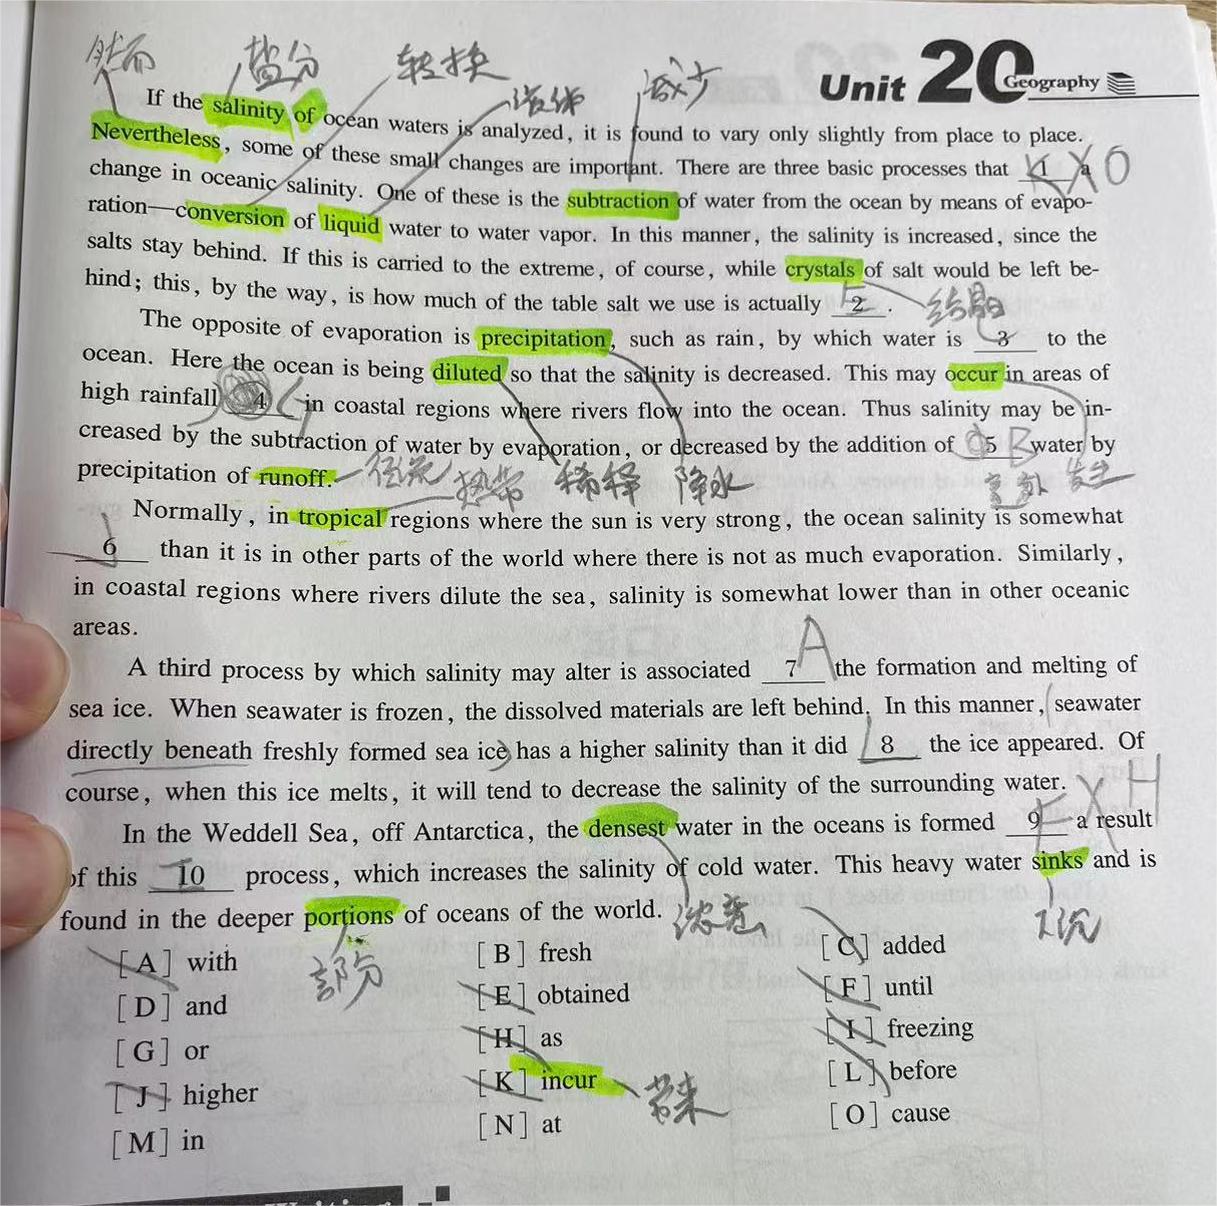 然而 盐分 转换 液体 减少
Unit 20 Geography
If the salinity of ocean waters is analyzed, it is found to vary only slightly from place to place.
Nevertheless, some of these small changes are important. There are three basic processes that K 1 a X O
change in oceanic salinity. One of these is the subtraction of water from the ocean by means of evapo-
ration—conversion of liquid water to water vapor. In this manner, the salinity is increased, since the
salts stay behind. If this is carried to the extreme, of course, while crystals of salt would be left be-
hind; this, by the way, is how much of the table salt we use is actually E 2. 结晶
The opposite of evaporation is precipitation, such as rain, by which water is 3 to the
ocean. Here the ocean is being diluted so that the salinity is decreased. This may occur in areas of
high rainfall 4 G in coastal regions where rivers flow into the ocean. Thus salinity may be in-
creased by the subtraction of water by evaporation, or decreased by the addition of 5 B water by
precipitation of runoff. 径流 热带 稀释 降水 发生
Normally, in tropical regions where the sun is very strong, the ocean salinity is somewhat
6 than it is in other parts of the world where there is not as much evaporation. Similarly,
in coastal regions where rivers dilute the sea, salinity is somewhat lower than in other oceanic
areas.
A third process by which salinity may alter is associated 7 A the formation and melting of
sea ice. When seawater is frozen, the dissolved materials are left behind. In this manner, seawater
directly beneath freshly formed sea ice has a higher salinity than it did L 8 the ice appeared. Of
course, when this ice melts, it will tend to decrease the salinity of the surrounding water.
In the Weddell Sea, off Antarctica, the densest water in the oceans is formed 9 F X H a result
of this I 10 process, which increases the salinity of cold water. This heavy water sinks and is
found in the deeper portions of oceans of the world. 下沉
[A] with 部分 [B] fresh [C] added
[D] and [E] obtained [F] until
[G] or [H] as [I] freezing
[J] higher [K] incur 带来 [L] before
[M] in [N] at [O] cause